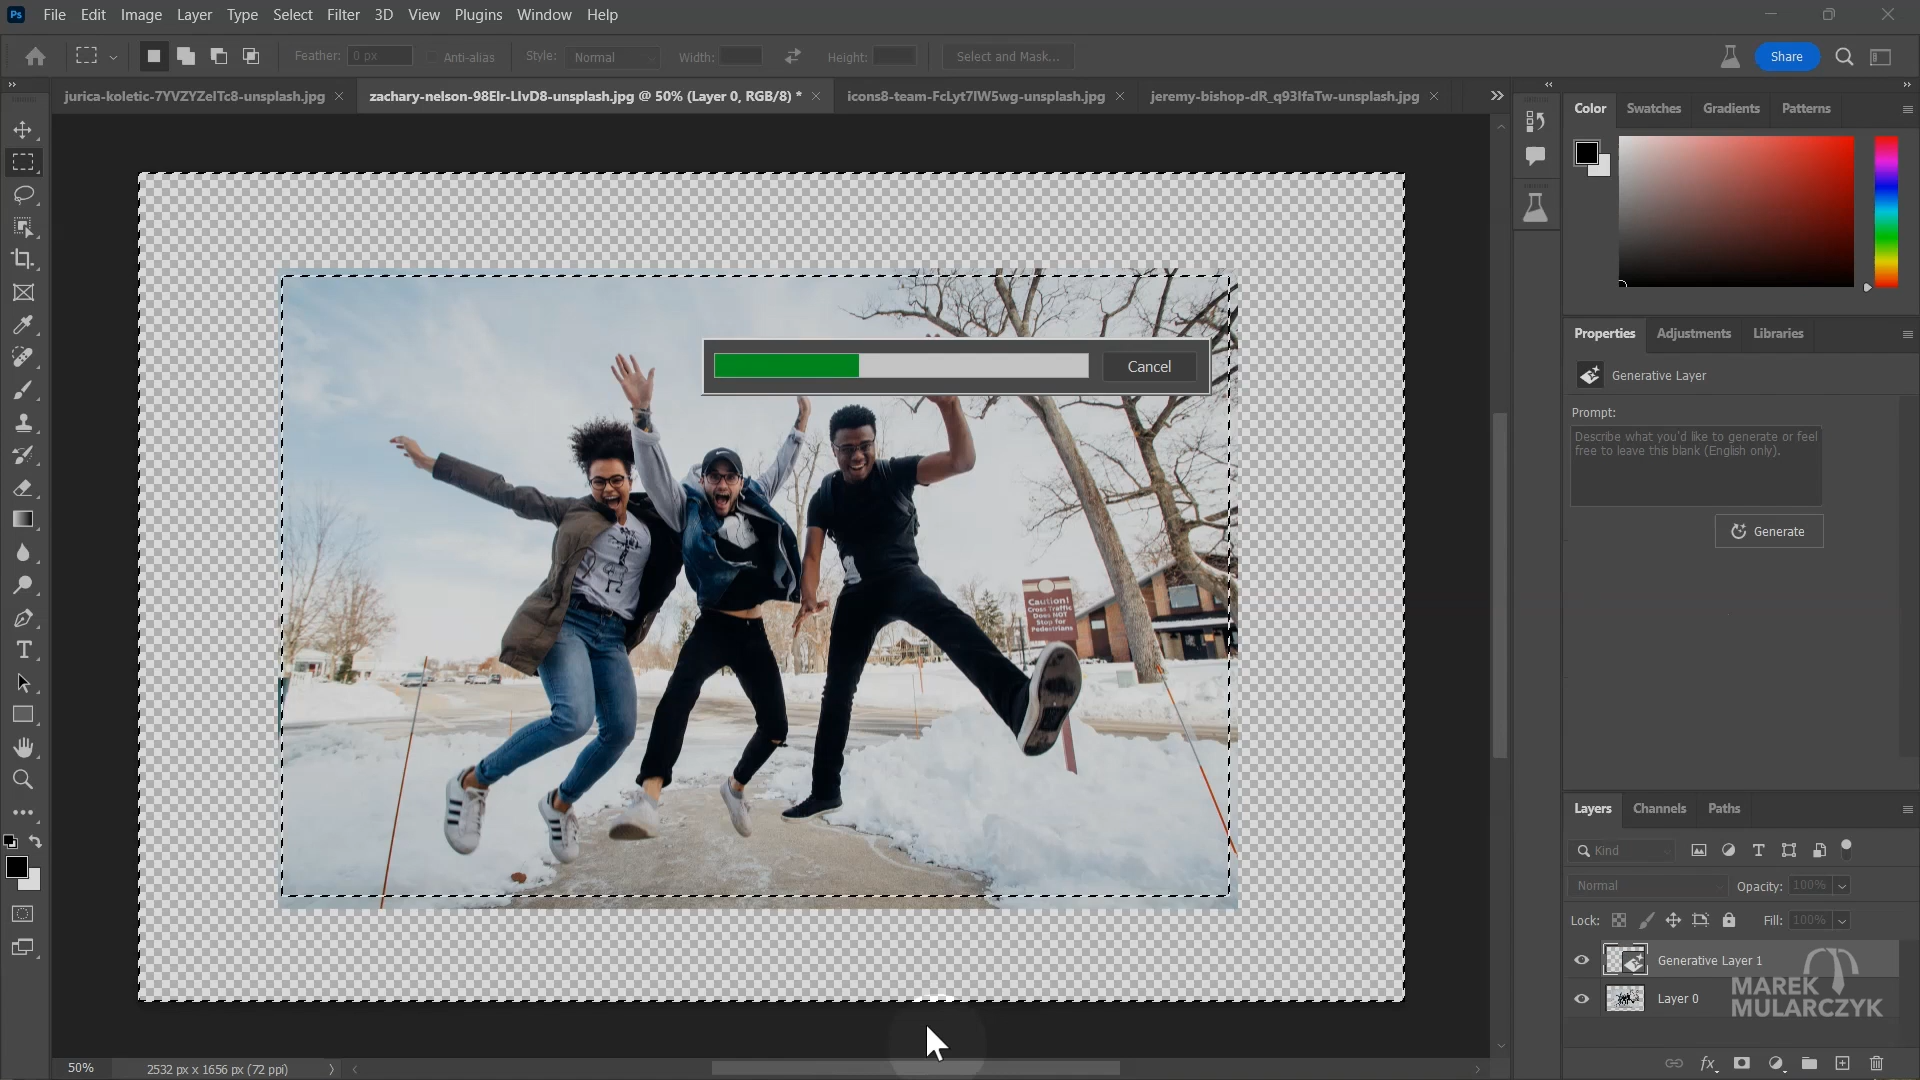 Ps File Edit Image Layer Type Select Filter 3D View Plugins Window Help
Feather: 0 px Anti-alias Style: Normal Width: Height: Select and Mask... Share
jurica-koletic-7YVZYZeITc8-unsplash.jpg
zachary-nelson-98Elr-LIvD8-unsplash.jpg @ 50% (Layer 0, RGB/8) *
icons8-team-FcLyt7lW5wg-unsplash.jpg
jeremy-bishop-dR_q93lfaTw-unsplash.jpg
Color Swatches Gradients Patterns
Cancel
Properties Adjustments Libraries
Generative Layer
Prompt:
Describe what you'd like to generate or feel
free to leave this blank (English only).
Generate
Caution!
Cross Traffic
Does NOT
Stop for
Pedestrians
Layers Channels Paths
Kind
Normal Opacity: 100%
Lock: Fill: 100%
Generative Layer 1
Layer 0
MAREK
MULARCZYK
50% 2532 px x 1656 px (72 ppi)
fx